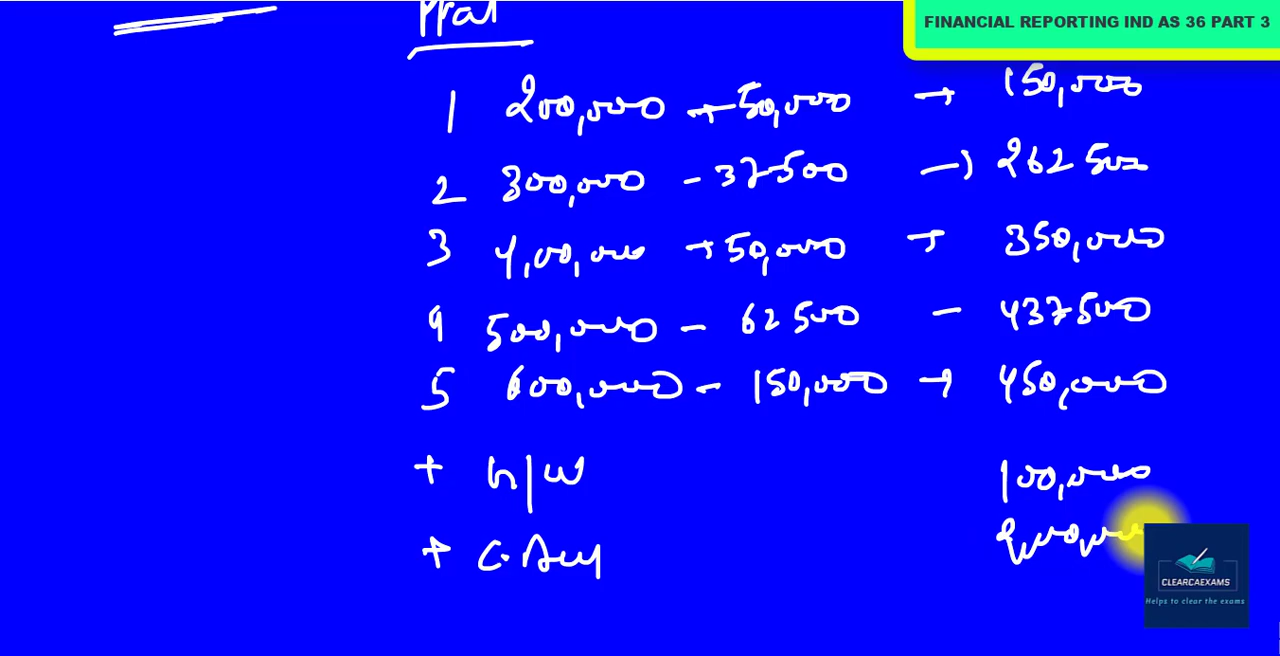 FINANCIAL REPORTING IND AS 36 PART 3
1 200,000 → 50,000 → 150,000
2 300,000 - 37500 → 262500
3 4,00,000 → 50,000 → 350,000
4 500,000 - 62500 - 437500
5 600,000 - 150,000 → 450,000
+ G/W 100,000
+ C.A
CLEARCAEXAMS
Helps to clear the exams